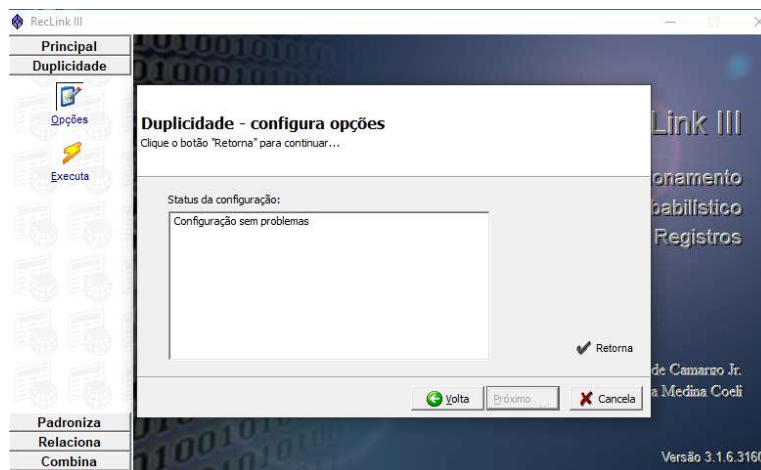 RecLink III
Principal
Duplicidade
Opções
Executa
Padroniza
Relaciona
Combina
Duplicidade - configura opções
Clique o botão "Retorna" para continuar...
Status da configuração:
Configuração sem problemas
Retorna
Volta
Próximo
Cancela
Link III
onamento
babilístico
Registros
de Camargo Jr.
a Medina Coeli
Versão 3.1.6.3160